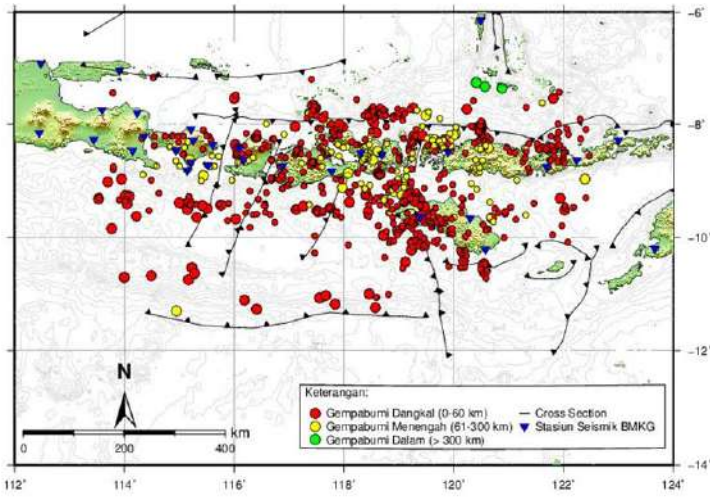 −6˚
−8˚
−10˚
−12˚
−14˚
N
km
0 200 400
Keterangan:
Gempabumi Dangkal (0-60 km)
Gempabumi Menengah (61-300 km)
Gempabumi Dalam (> 300 km)
Cross Section
Stasiun Seismik BMKG
112˚ 114˚ 116˚ 118˚ 120˚ 122˚ 124˚